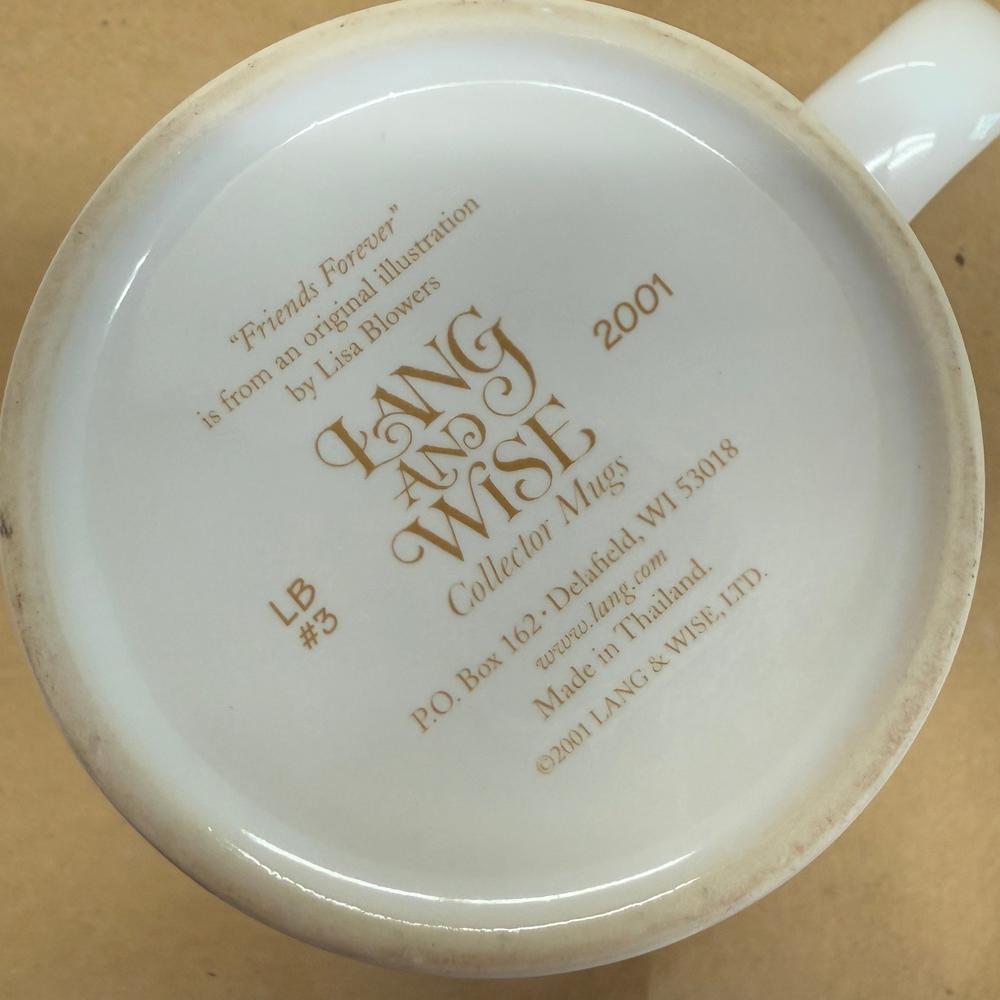 “Friends Forever”
is from an original illustration
by Lisa Blowers
LANG
AND
WISE
2001
Collector Mugs
LB
#3
P.O. Box 162 • Delafield, WI 53018
www.lang.com
Made in Thailand.
©2001 LANG & WISE, LTD.